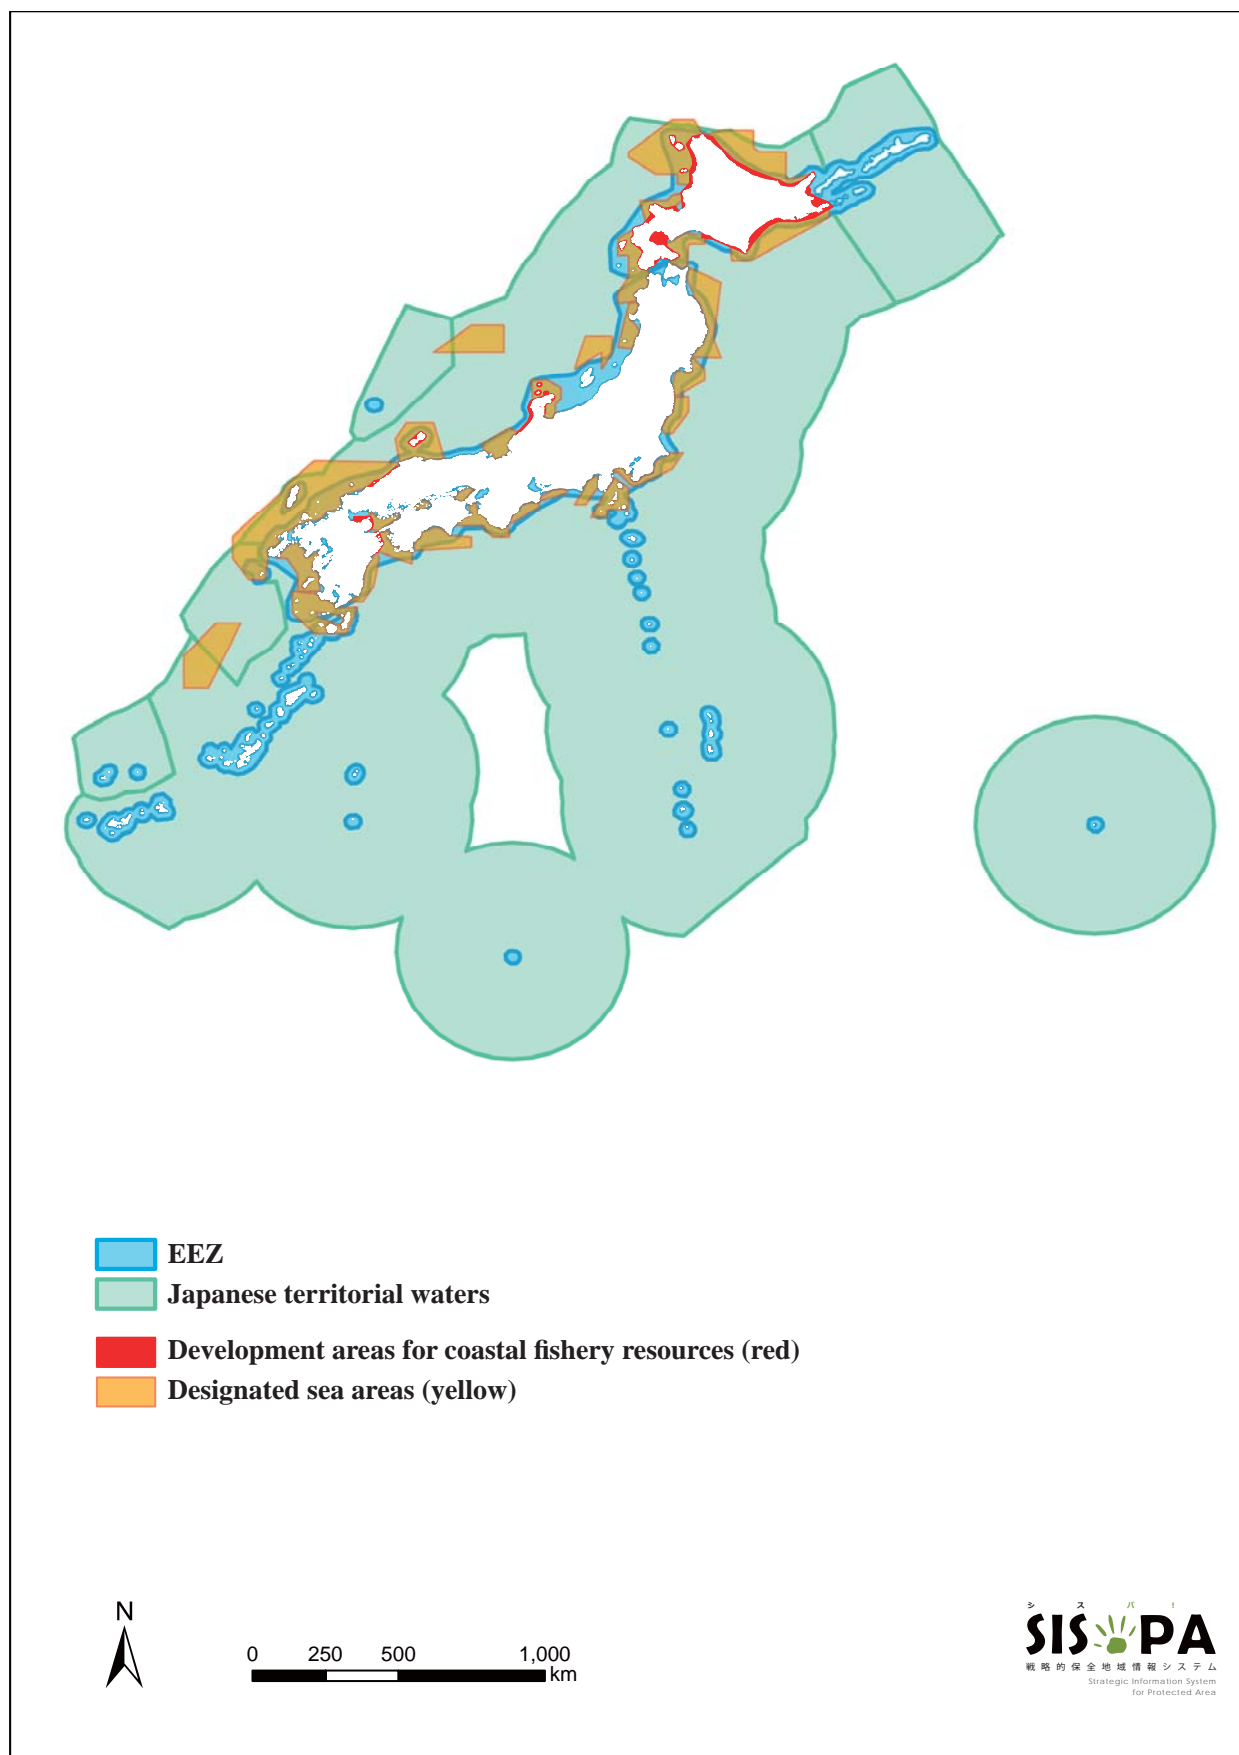 EEZ
Japanese territorial waters
Development areas for coastal fishery resources (red)
Designated sea areas (yellow)
N
0 250 500 1,000
km
シ ス パ !
SIS PA
戦略的保全地域情報システム
Strategic Information System
for Protected Area